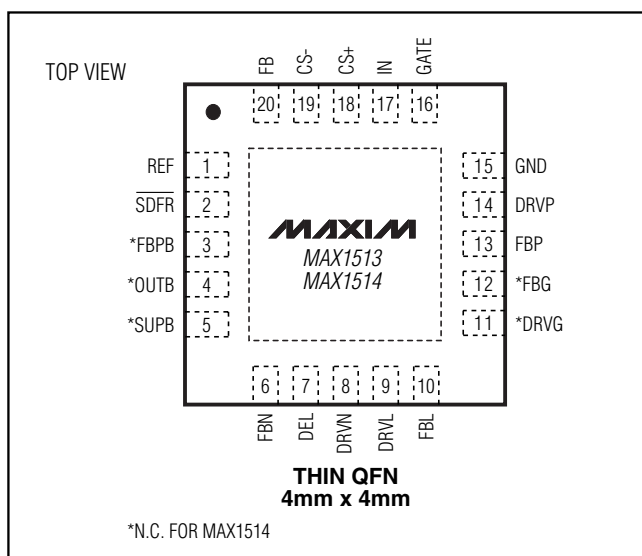 TOP VIEW
FB
CS-
CS+
IN
GATE
20
19
18
17
16
REF 1
SDFR 2
*FBPB 3
*OUTB 4
*SUPB 5
MAXIM
MAX1513
MAX1514
15 GND
14 DRVP
13 FBP
12 *FBG
11 *DRVG
6
7
8
9
10
FBN
DEL
DRVN
DRVL
FBL
THIN QFN
4mm x 4mm
*N.C. FOR MAX1514